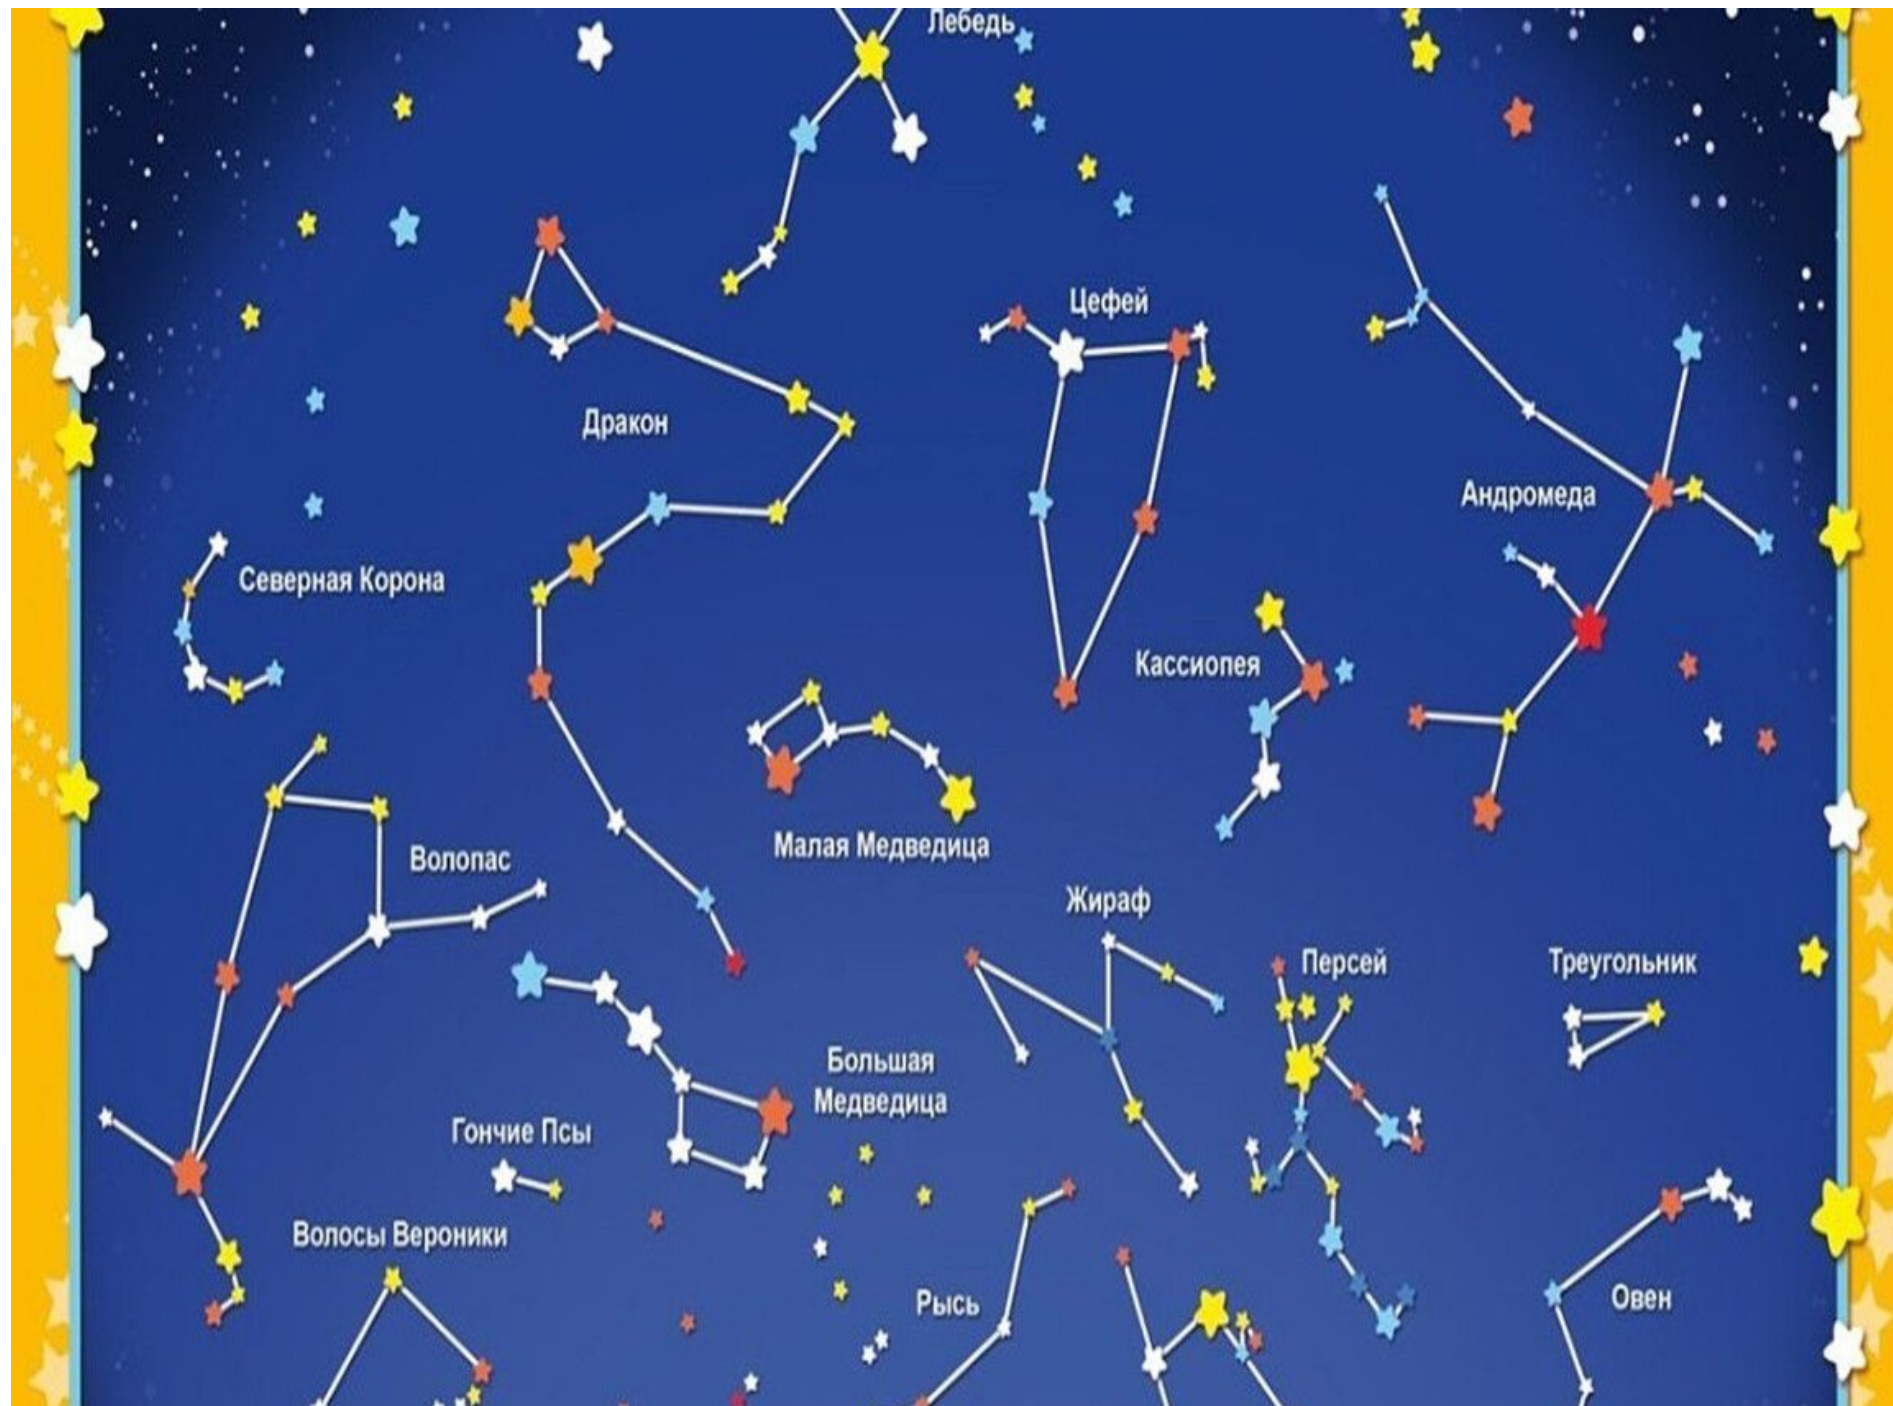 Лебедь
Цефей
Дракон
Андромеда
Северная Корона
Кассиопея
Малая Медведица
Волопас
Жираф
Персей
Треугольник
Большая
Медведица
Гончие Псы
Волосы Вероники
Рысь
Овен